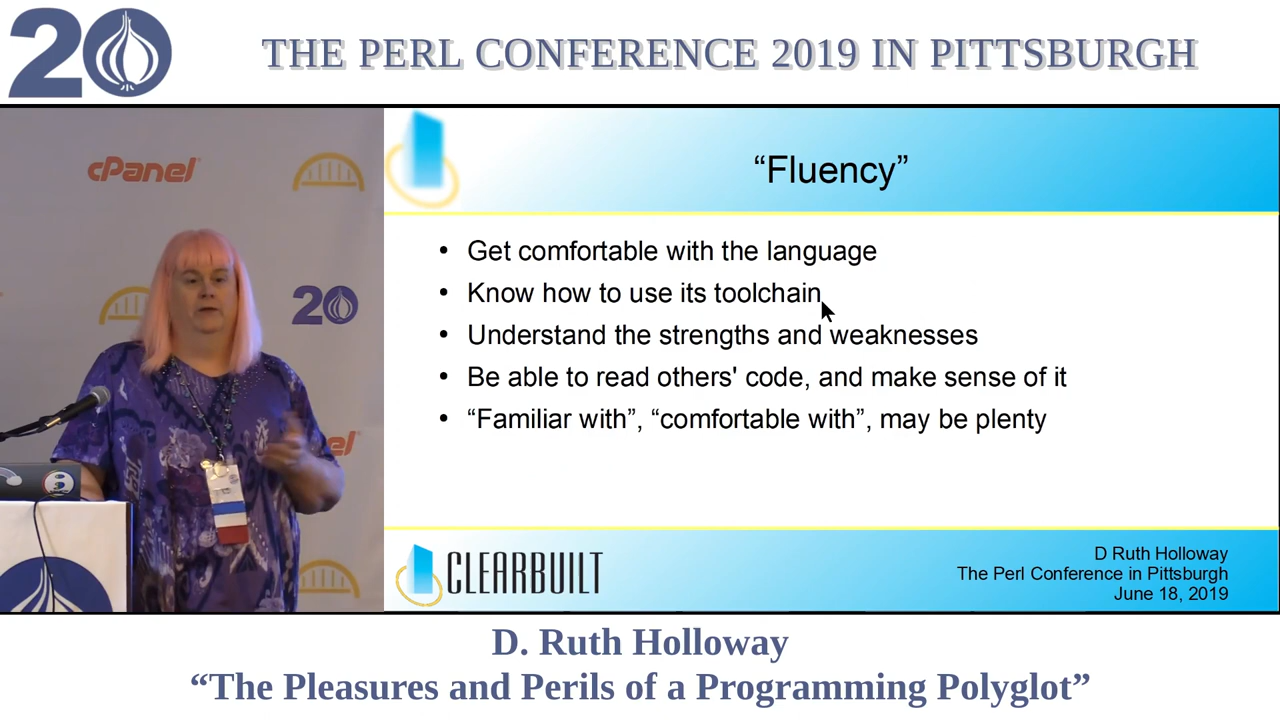 20
THE PERL CONFERENCE 2019 IN PITTSBURGH
cPanel
20
“Fluency”
• Get comfortable with the language
• Know how to use its toolchain
• Understand the strengths and weaknesses
• Be able to read others' code, and make sense of it
• “Familiar with”, “comfortable with”, may be plenty
CLEARBUILT
D Ruth Holloway
The Perl Conference in Pittsburgh
June 18, 2019
D. Ruth Holloway
“The Pleasures and Perils of a Programming Polyglot”